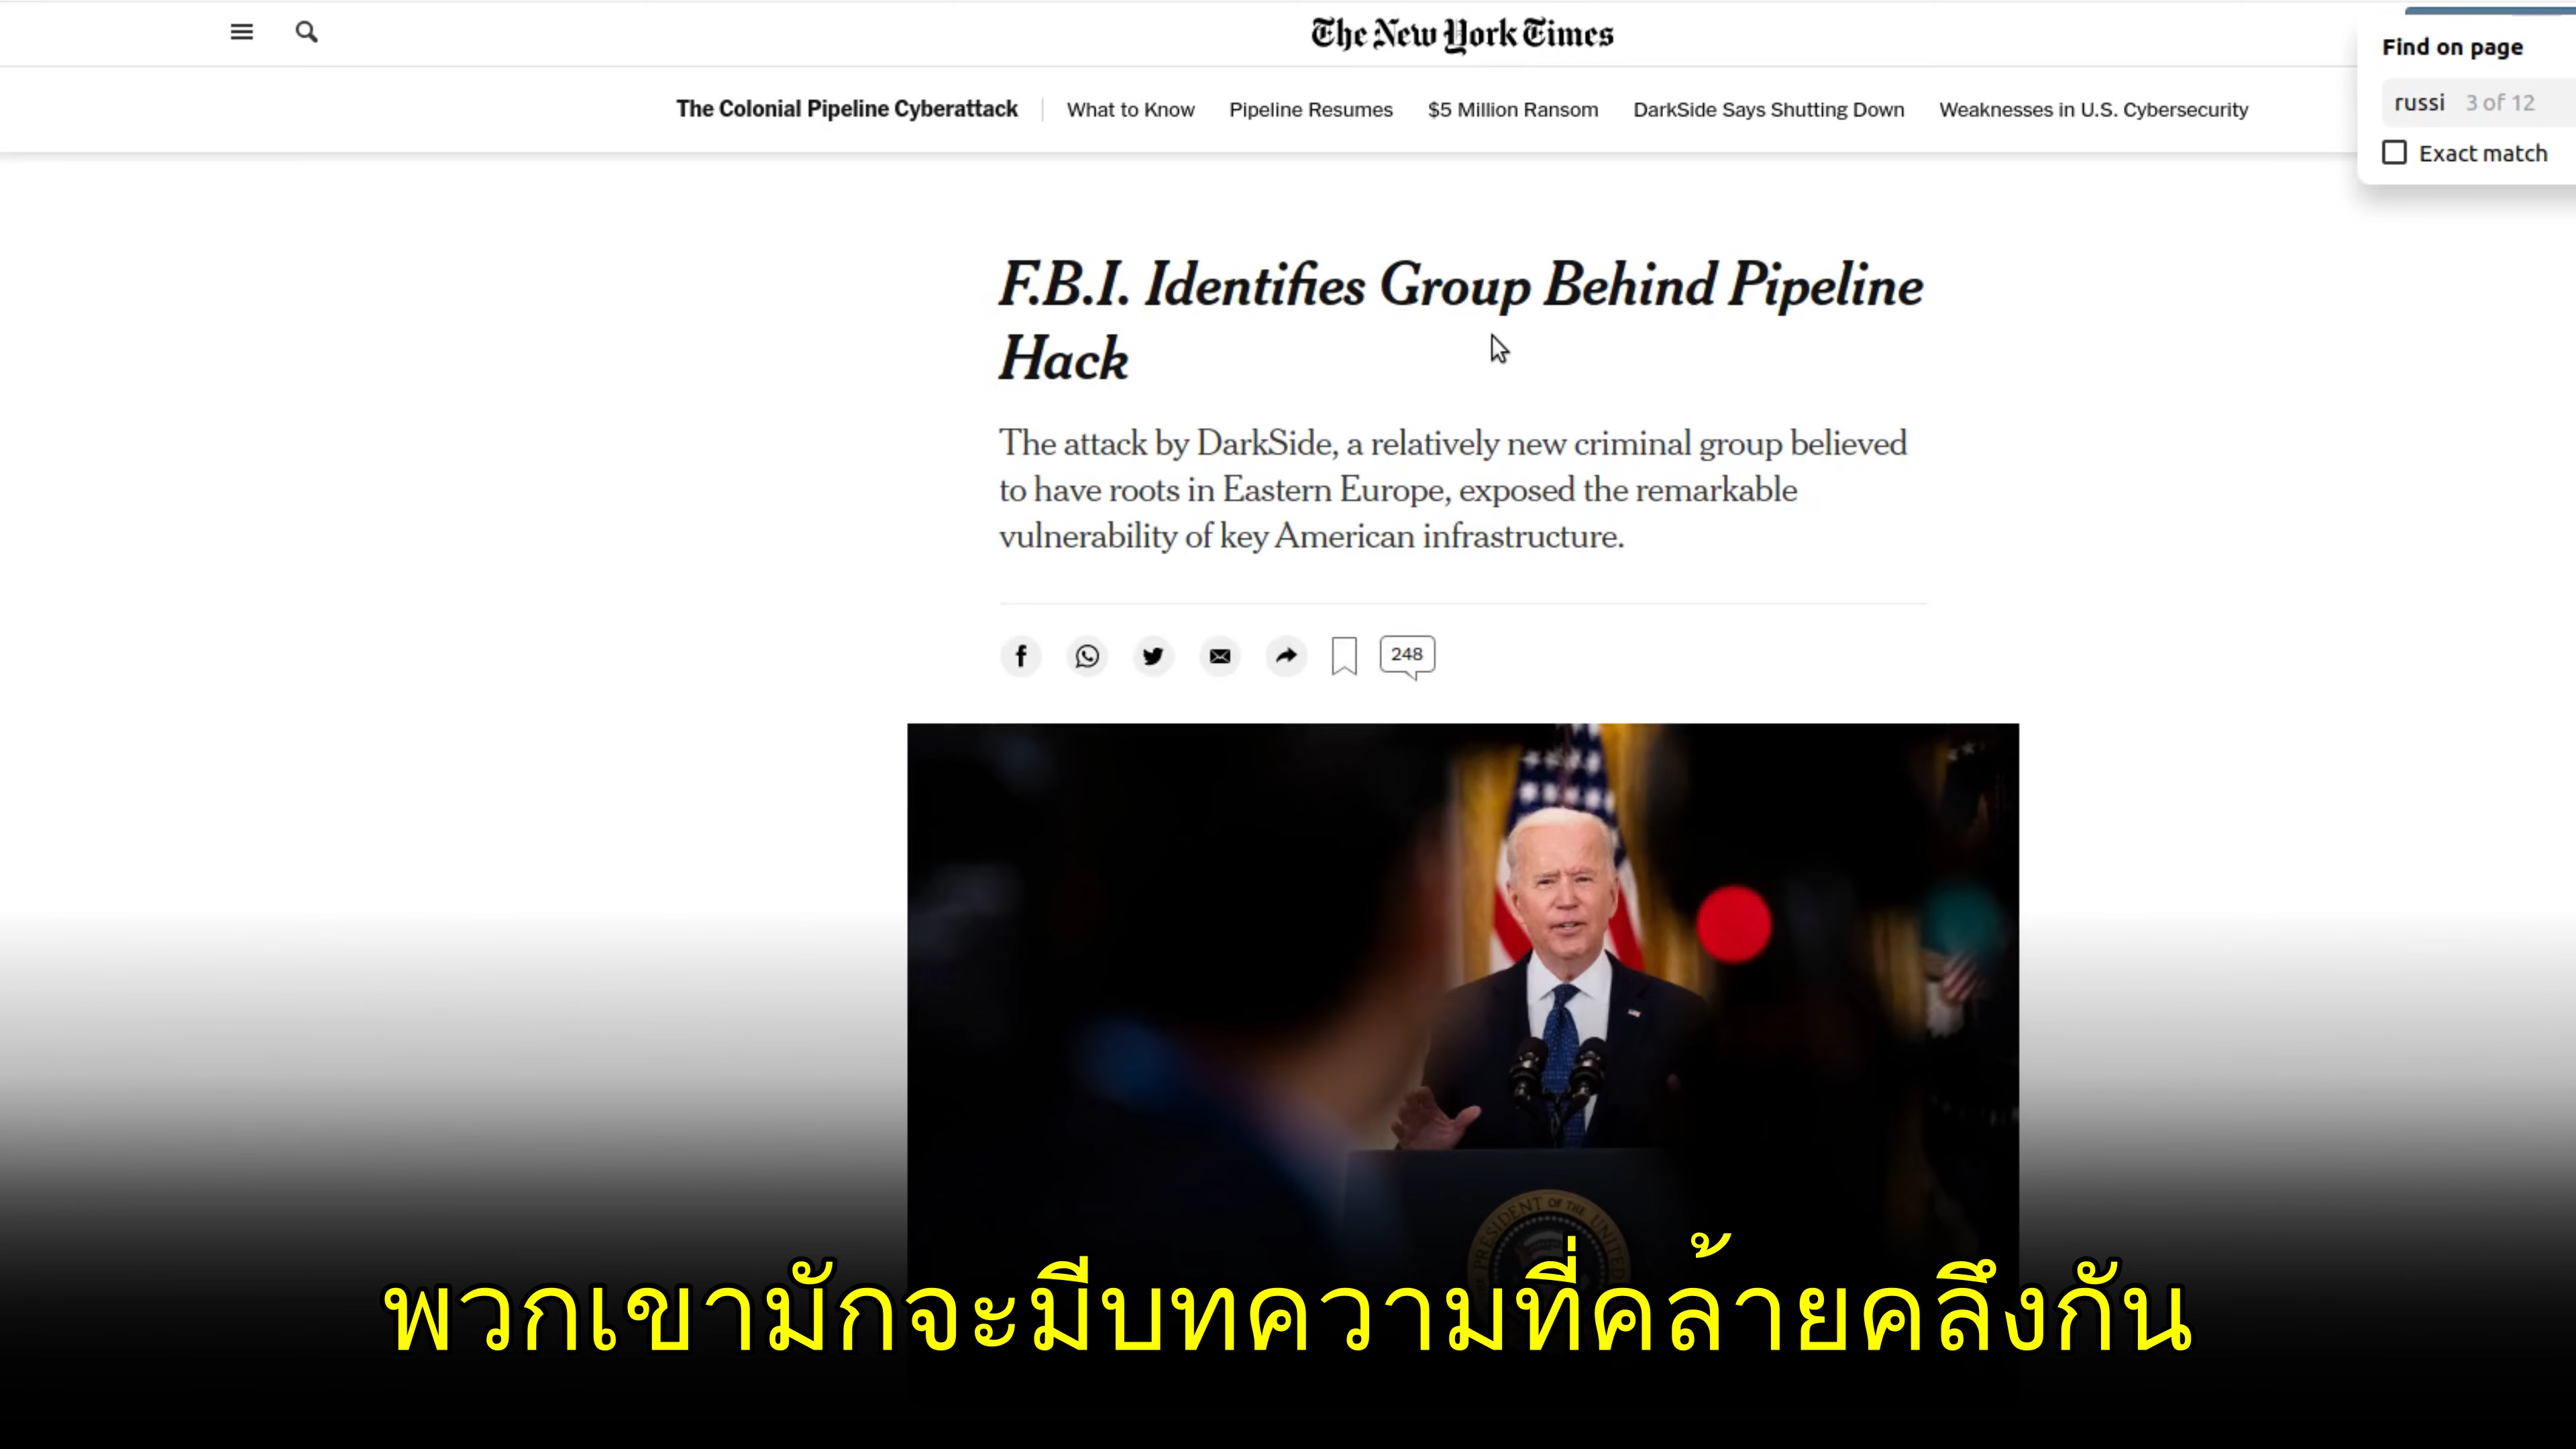 The New York Times
Find on page
russi 3 of 12
Exact match
The Colonial Pipeline Cyberattack What to Know Pipeline Resumes $5 Million Ransom DarkSide Says Shutting Down Weaknesses in U.S. Cybersecurity
F.B.I. Identifies Group Behind Pipeline
Hack
The attack by DarkSide, a relatively new criminal group believed
to have roots in Eastern Europe, exposed the remarkable
vulnerability of key American infrastructure.
248
PRESIDENT OF THE UNITED
พวกเขามักจะมีบทความที่คล้ายคลึงกัน